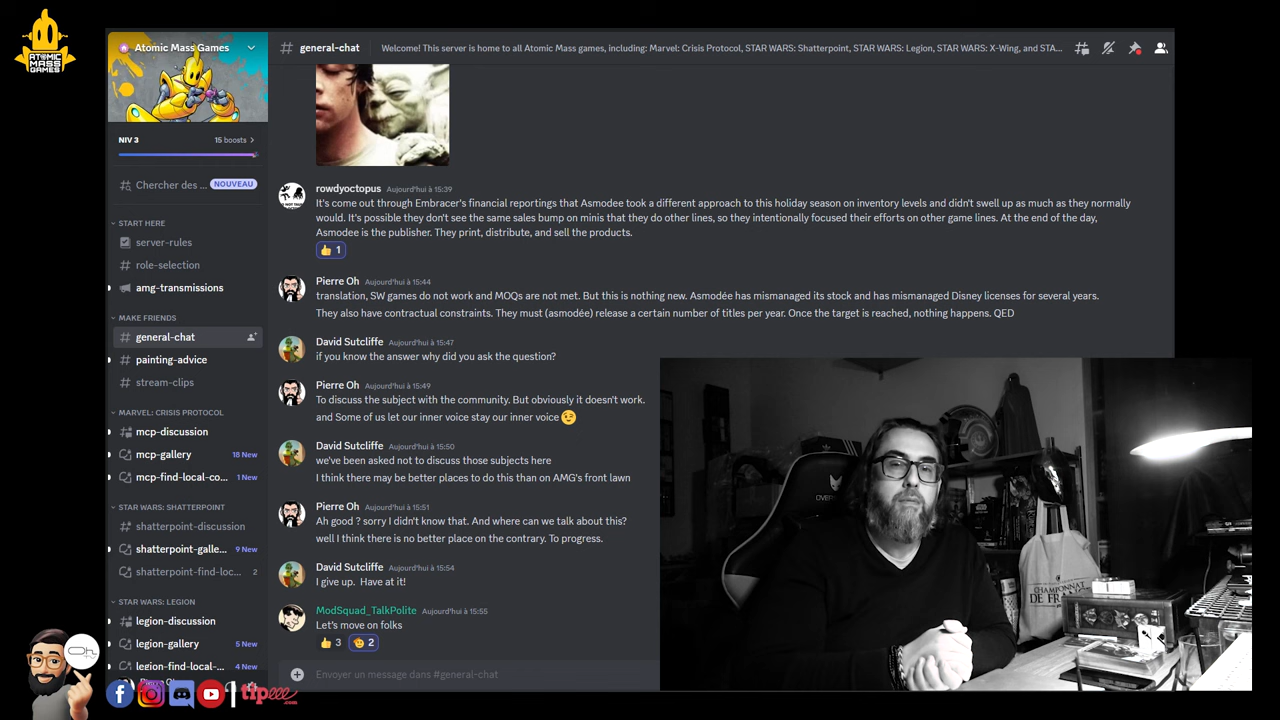 ATOMIC
MASS
GAMES
Atomic Mass Games
NIV 3
15 boosts
Chercher des ...
NOUVEAU
START HERE
server-rules
role-selection
amg-transmissions
MAKE FRIENDS
general-chat
painting-advice
stream-clips
MARVEL: CRISIS PROTOCOL
mcp-discussion
mcp-gallery
18 New
mcp-find-local-co...
1 New
STAR WARS: SHATTERPOINT
shatterpoint-discussion
shatterpoint-galle...
9 New
shatterpoint-find-loc...
2
STAR WARS: LEGION
legion-discussion
legion-gallery
5 New
legion-find-local-...
4 New
general-chat
Welcome! This server is home to all Atomic Mass games, including: Marvel: Crisis Protocol, STAR WARS: Shatterpoint, STAR WARS: Legion, STAR WARS: X-Wing, and STA...
rowdyoctopus Aujourd'hui à 15:39
It's come out through Embracer's financial reportings that Asmodee took a different approach to this holiday season on inventory levels and didn't swell up as much as they normally
would. It's possible they don't see the same sales bump on minis that they do other lines, so they intentionally focused their efforts on other game lines. At the end of the day,
Asmodee is the publisher. They print, distribute, and sell the products.
1
Pierre Oh Aujourd'hui à 15:44
translation, SW games do not work and MOQs are not met. But this is nothing new. Asmodée has mismanaged its stock and has mismanaged Disney licenses for several years.
They also have contractual constraints. They must (asmodée) release a certain number of titles per year. Once the target is reached, nothing happens. QED
David Sutcliffe Aujourd'hui à 15:47
if you know the answer why did you ask the question?
Pierre Oh Aujourd'hui à 15:49
To discuss the subject with the community. But obviously it doesn't work.
and Some of us let our inner voice stay our inner voice
David Sutcliffe Aujourd'hui à 15:50
we've been asked not to discuss those subjects here
I think there may be better places to do this than on AMG's front lawn
Pierre Oh Aujourd'hui à 15:51
Ah good ? sorry I didn't know that. And where can we talk about this?
well I think there is no better place on the contrary. To progress.
David Sutcliffe Aujourd'hui à 15:54
I give up. Have at it!
ModSquad_TalkPolite Aujourd'hui à 15:55
Let's move on folks
3
2
Envoyer un message dans #general-chat
CHAMPIONNAT
tipeee
.com